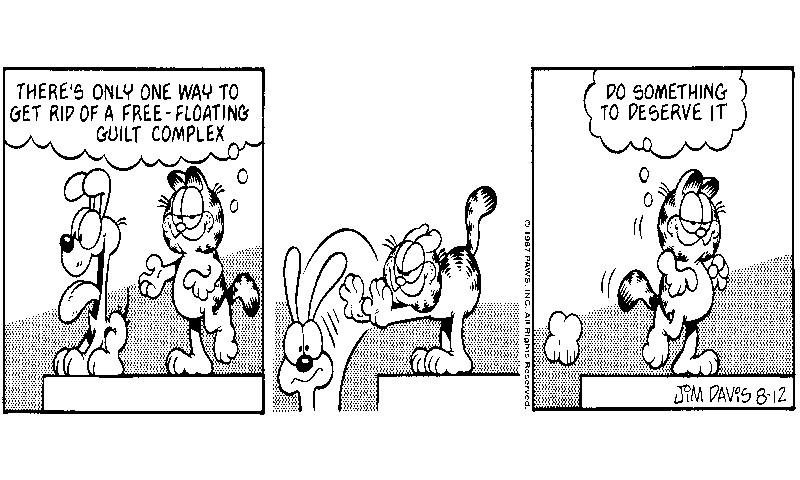 THERE'S ONLY ONE WAY TO
GET RID OF A FREE-FLOATING
GUILT COMPLEX
© 1987 PAWS, INC. All Rights Reserved.
DO SOMETHING
TO DESERVE IT
JIM DAVIS 8-12